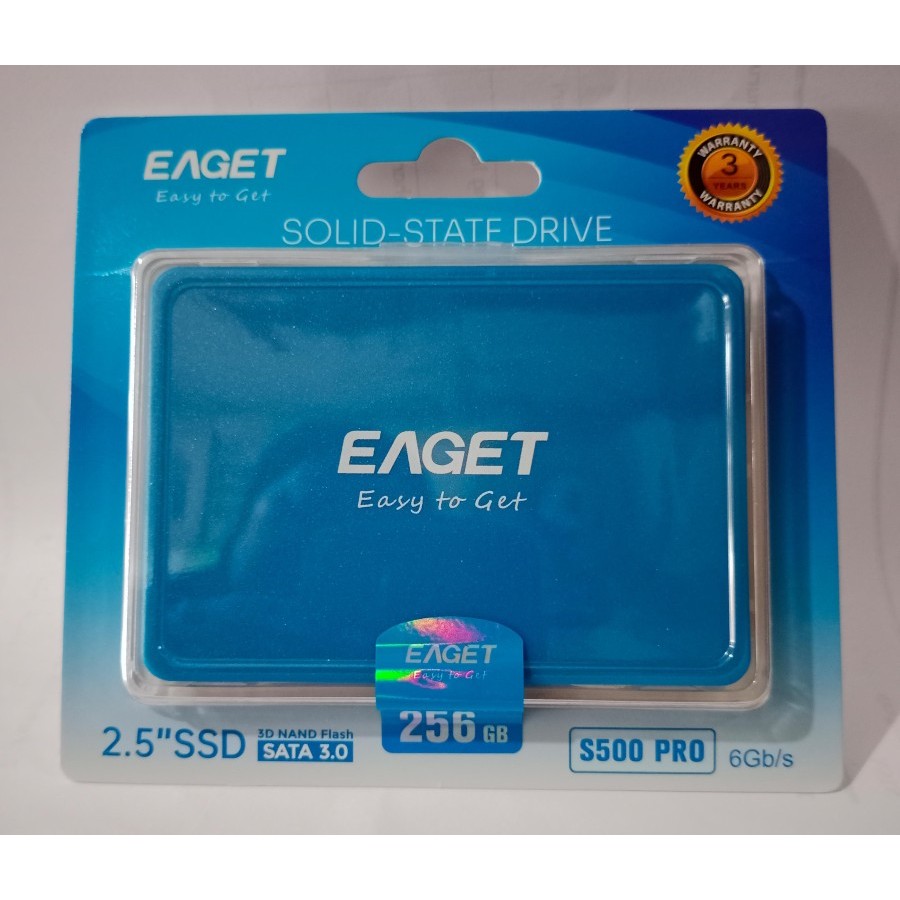 EAGET
Easy to Get
WARRANTY
3
YEARS
WARRANTY
SOLID-STATE DRIVE
EAGET
Easy to Get
EAGET
Easy to Get
256 GB
2.5"SSD
3D NAND Flash
SATA 3.0
S500 PRO
6Gb/s